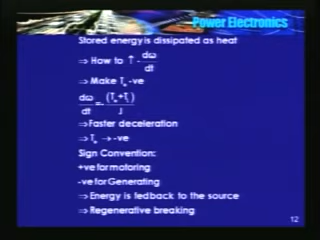 Power Electronics
Stored energy is dissipated as heat
⇒ How to ↑ - dω/dt
⇒ Make Te -ve
dω/dt = - (Te+Tl)/J
⇒ Faster deceleration
⇒ Te → -ve
Sign Convention:
+ve for motoring
-ve for Generating
⇒ Energy is fedback to the source
⇒ Regenerative breaking
12